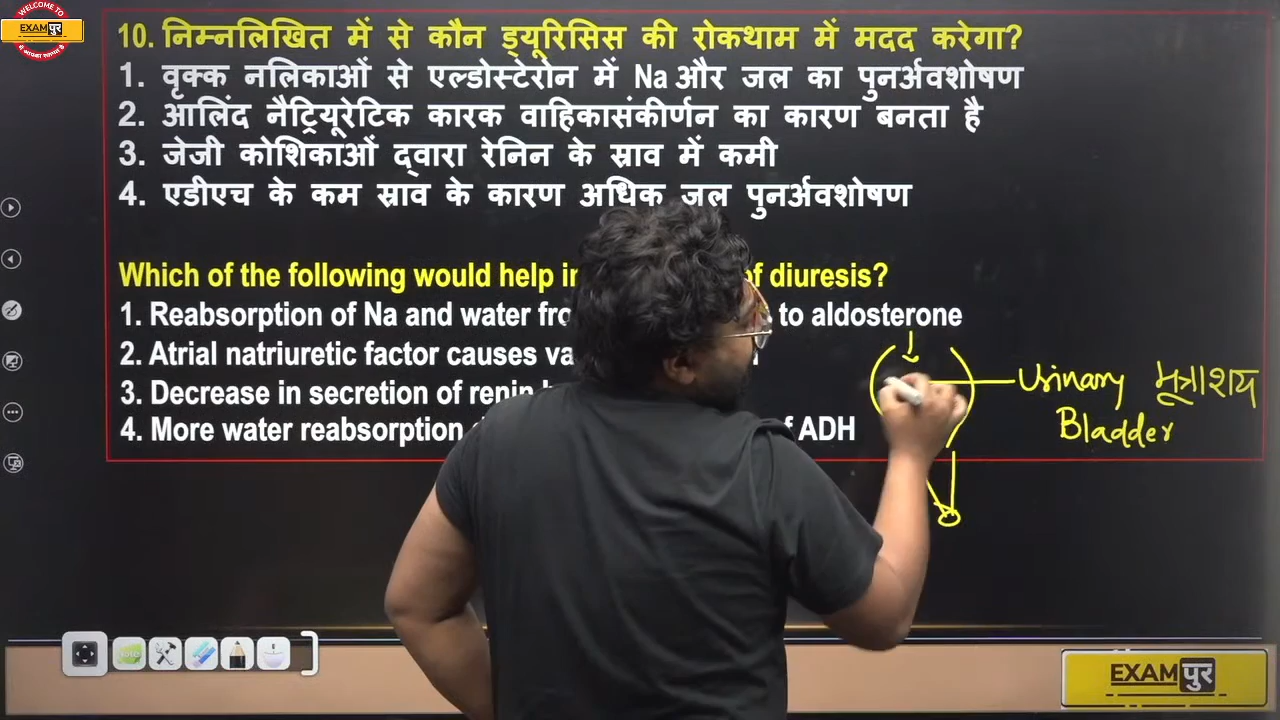 WELCOME TO
EXAMपुर
10. निम्नलिखित में से कौन ड्यूरिसिस की रोकथाम में मदद करेगा?
1. वृक्क नलिकाओं से एल्डोस्टेरोन में Na और जल का पुनर्अवशोषण
2. आलिंद नैट्रियूरेटिक कारक वाहिकासंकीर्णन का कारण बनता है
3. जेजी कोशिकाओं द्वारा रेनिन के स्राव में कमी
4. एडीएच के कम स्राव के कारण अधिक जल पुनर्अवशोषण
Which of the following would help in of diuresis?
1. Reabsorption of Na and water to aldosterone
2. Atrial natriuretic factor causes
3. Decrease in secretion of renin
4. More water reabsorption of ADH
Urinary मूत्राशय
Bladder
EXAMपुर